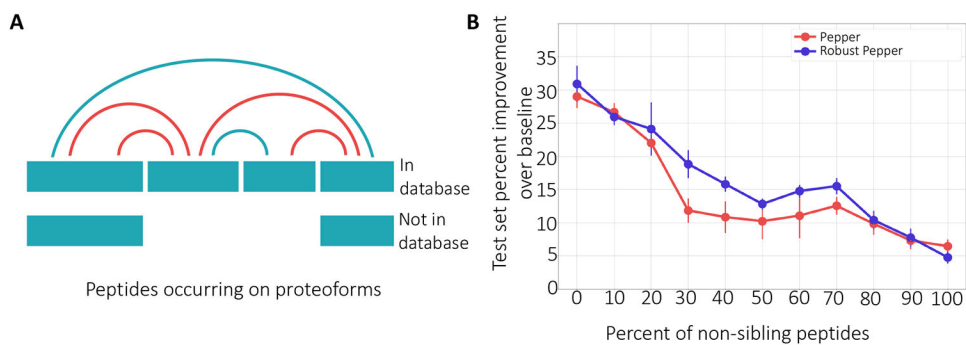 A
In
database
Not in
database
Peptides occurring on proteoforms
B
Test set percent improvement
over baseline
35
30
25
20
15
10
5
0
Pepper
Robust Pepper
0 10 20 30 40 50 60 70 80 90 100
Percent of non-sibling peptides